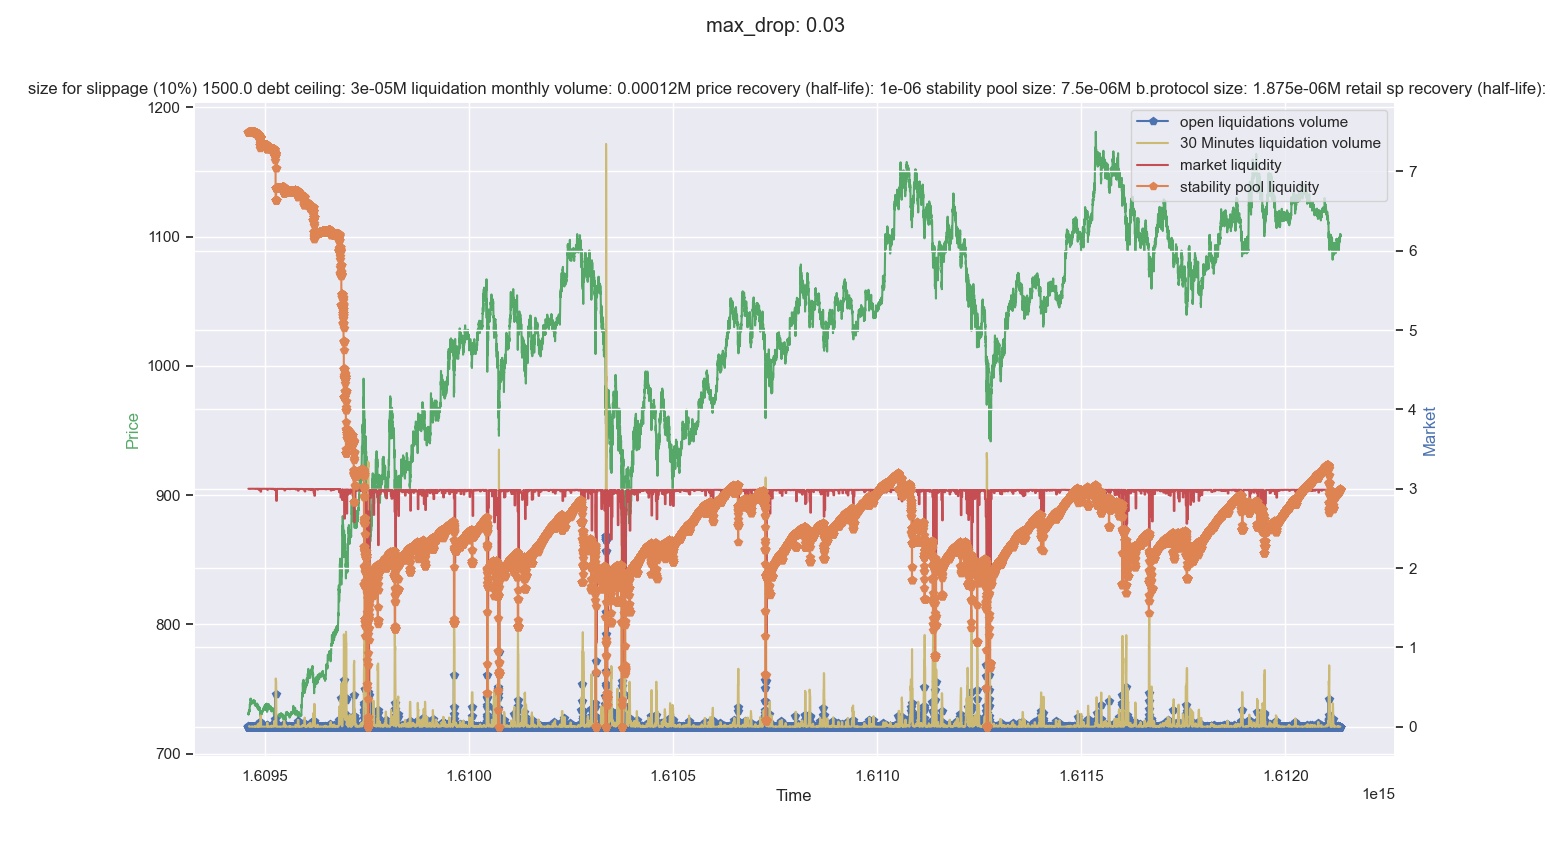 max_drop: 0.03
size for slippage (10%) 1500.0 debt ceiling: 3e-05M liquidation monthly volume: 0.00012M price recovery (half-life): 1e-06 stability pool size: 7.5e-06M b.protocol size: 1.875e-06M retail sp recovery (half-life):
open liquidations volume
30 Minutes liquidation volume
market liquidity
stability pool liquidity
1200
1100
1000
900
800
700
Price
7
6
5
4
3
2
1
0
Market
1.6095 1.6100 1.6105 1.6110 1.6115 1.6120
1e15
Time